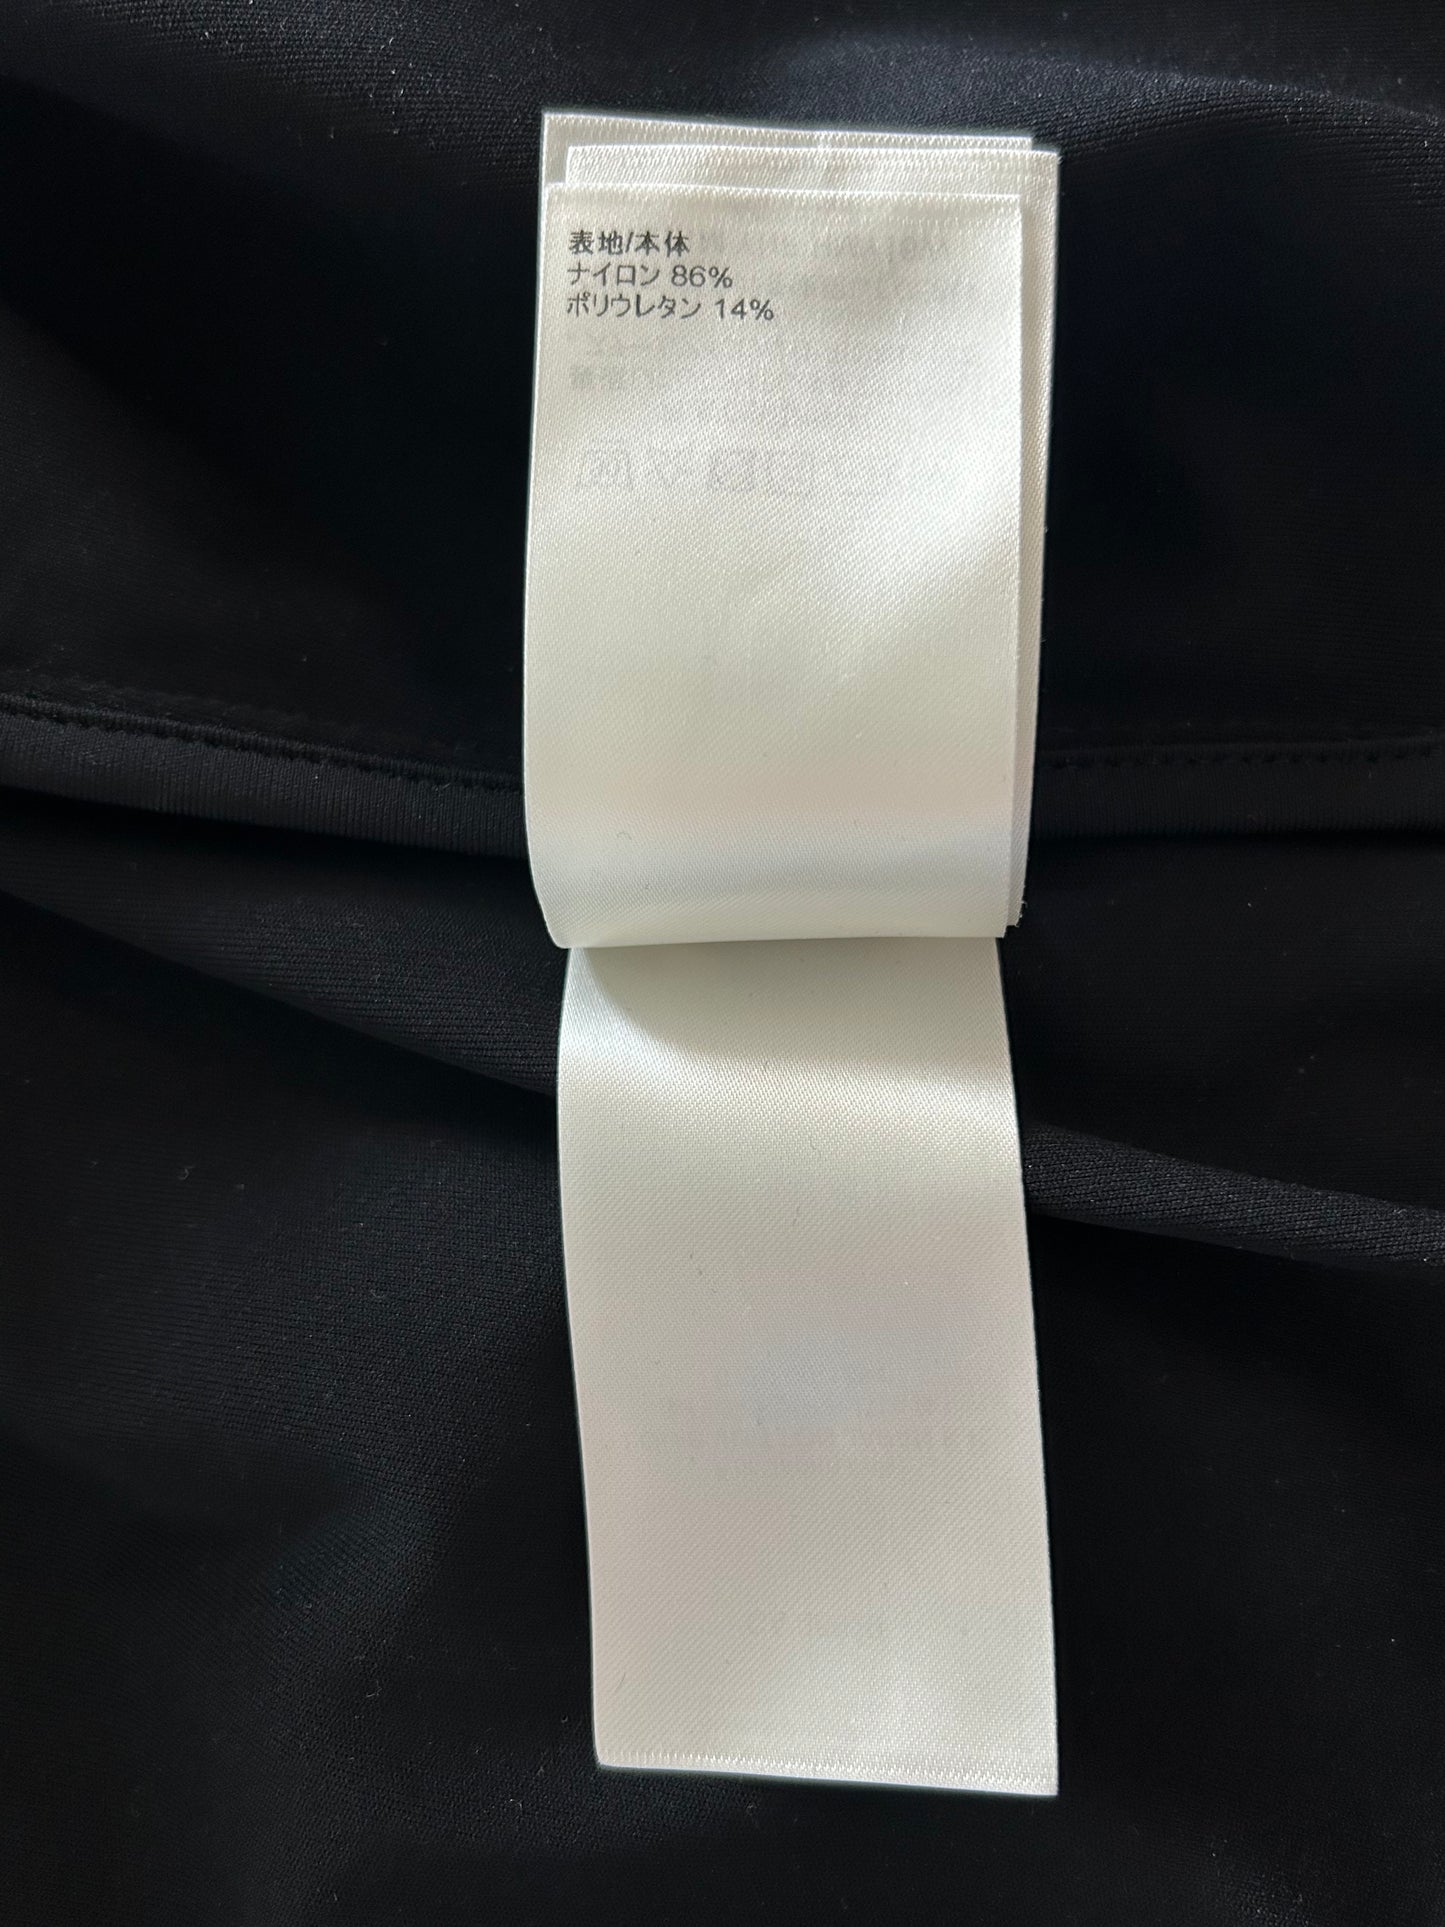 表地/本体
ナイロン 86%
ポリウレタン 14%